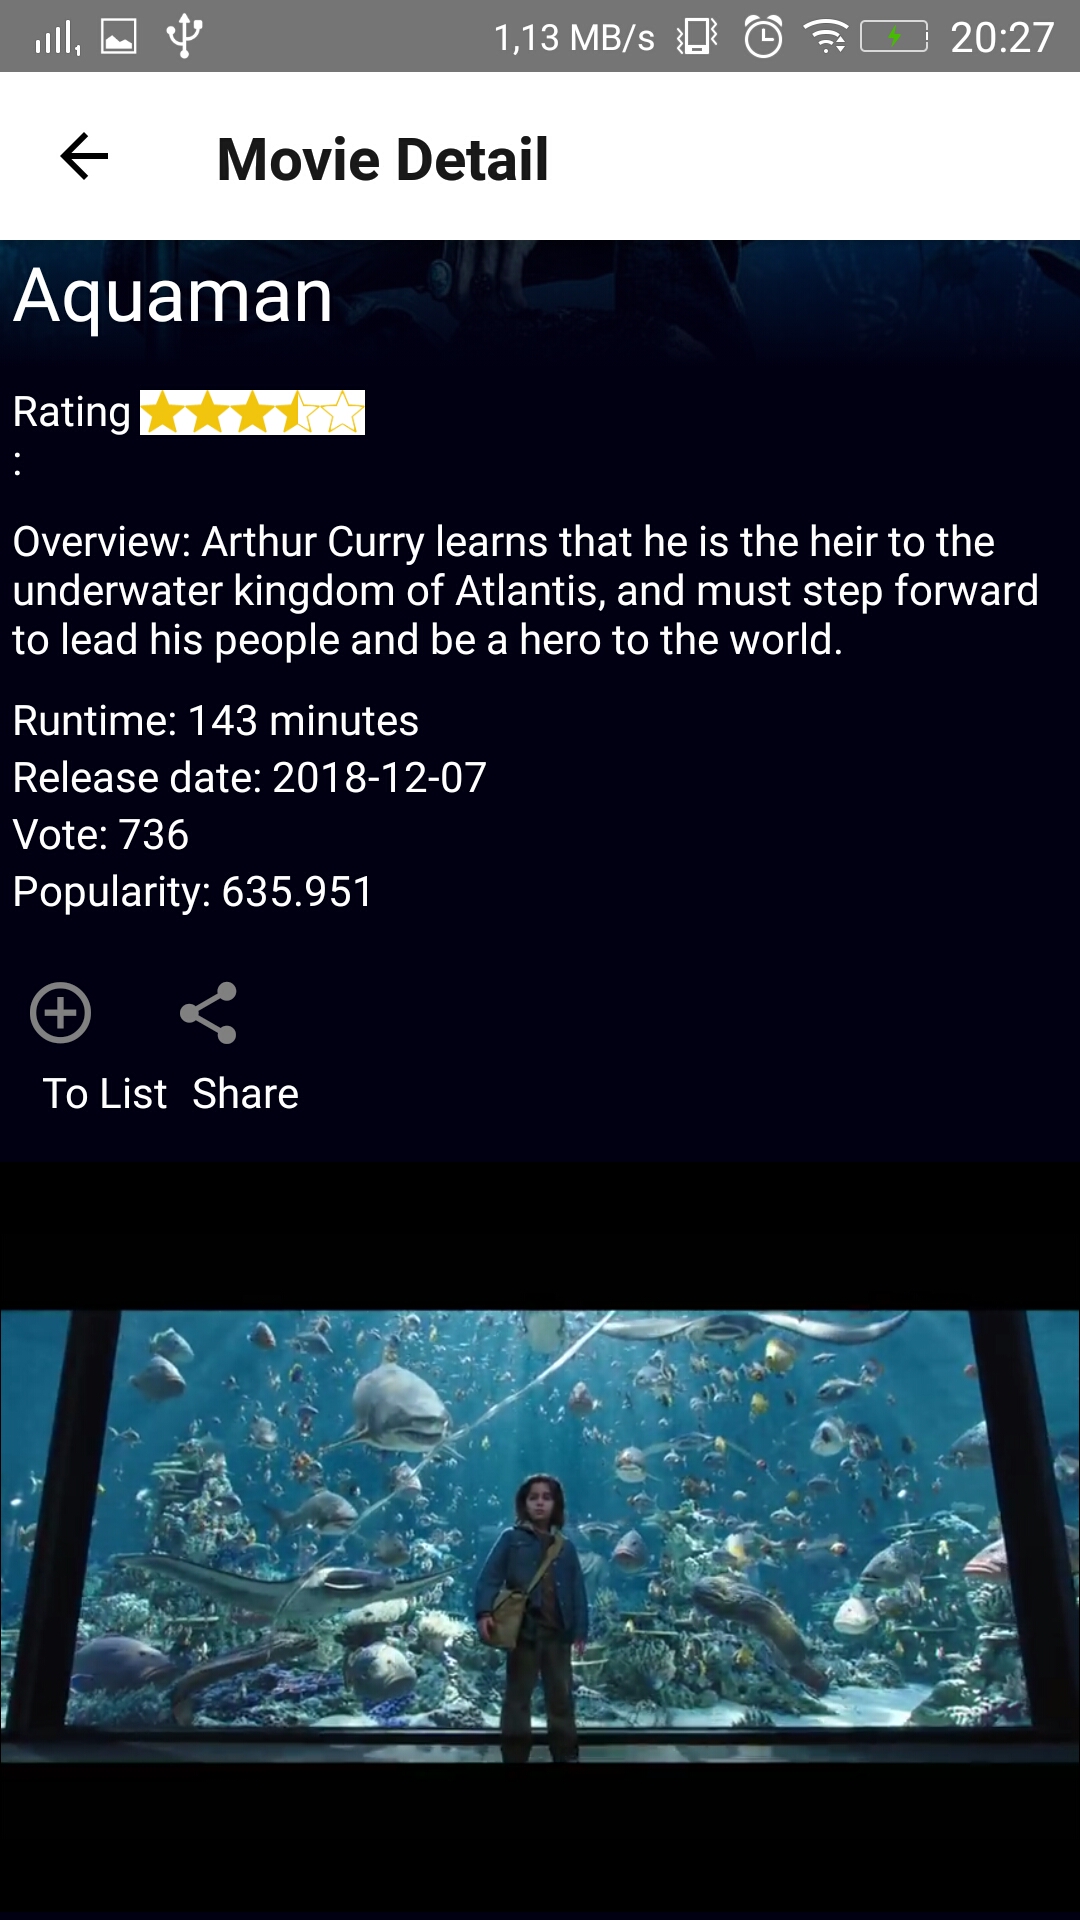 1,13 MB/s 20:27
Movie Detail
Aquaman
Rating
:
Overview: Arthur Curry learns that he is the heir to the
underwater kingdom of Atlantis, and must step forward
to lead his people and be a hero to the world.
Runtime: 143 minutes
Release date: 2018-12-07
Vote: 736
Popularity: 635.951
To List Share